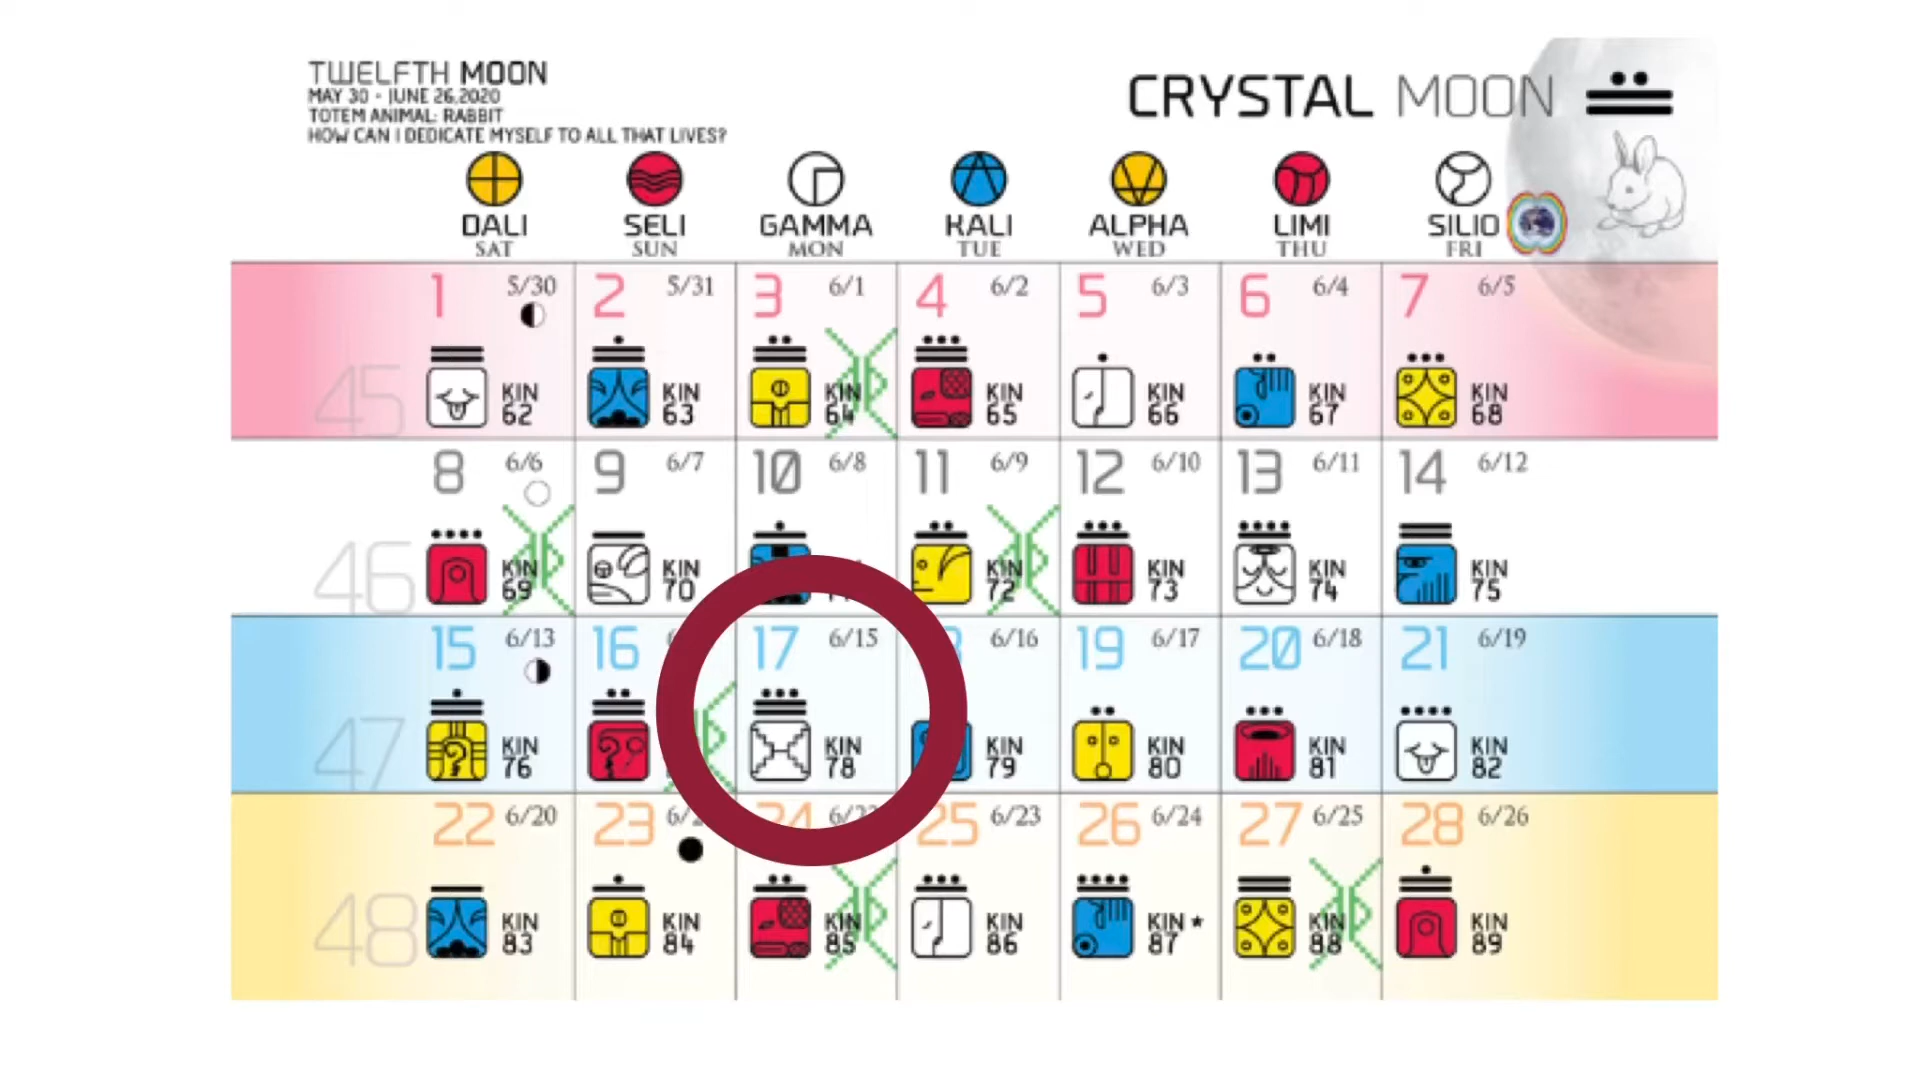 TWELFTH MOON
MAY 30 - JUNE 26,2020
TOTEM ANIMAL: RABBIT
HOW CAN I DEDICATE MYSELF TO ALL THAT LIVES?
CRYSTAL MOON
DALI SELI GAMMA KALI ALPHA LIMI SILIO
SAT SUN MON TUE WED THU FRI
1 5/30 2 5/31 3 6/1 4 6/2 5 6/3 6 6/4 7 6/5
45 KIN 62 KIN 63 KIN 64 KIN 65 KIN 66 KIN 67 KIN 68
8 6/6 9 6/7 10 6/8 11 6/9 12 6/10 13 6/11 14 6/12
46 KIN 69 KIN 70 KIN 72 KIN 73 KIN 74 KIN 75
15 6/13 16 17 6/15 6/16 19 6/17 20 6/18 21 6/19
47 KIN 76 KIN 78 KIN 79 KIN 80 KIN 81 KIN 82
22 6/20 23 24 25 6/23 26 6/24 27 6/25 28 6/26
48 KIN 83 KIN 84 KIN 85 KIN 86 KIN * 87 KIN 88 KIN 89